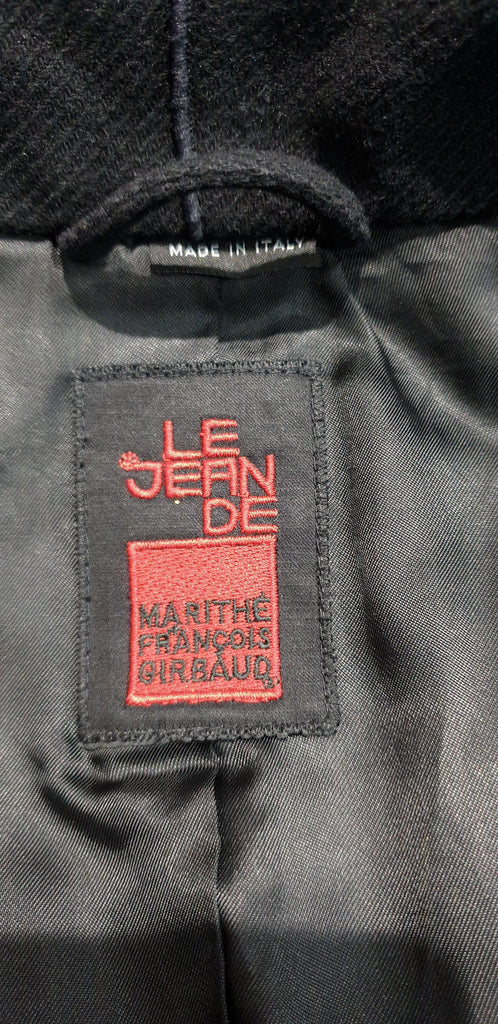 MADE IN ITALY
LE
JEAN
DE
MARITHÉ
FRANÇOIS
GIRBAUD